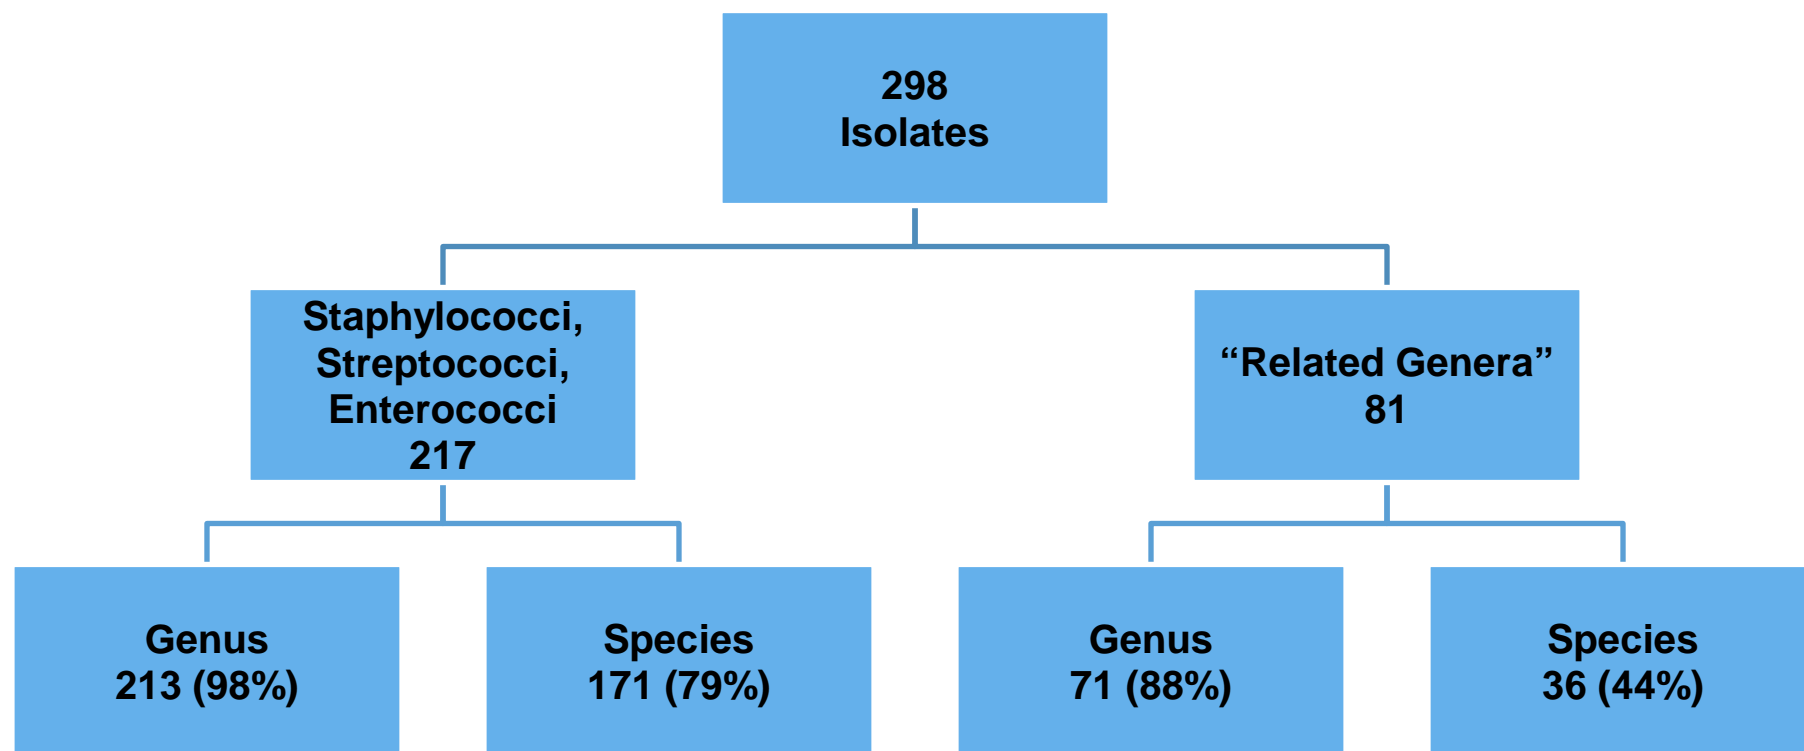 298
Isolates
Staphylococci,
Streptococci,
Enterococci
217
“Related Genera”
81
Genus
213 (98%)
Species
171 (79%)
Genus
71 (88%)
Species
36 (44%)